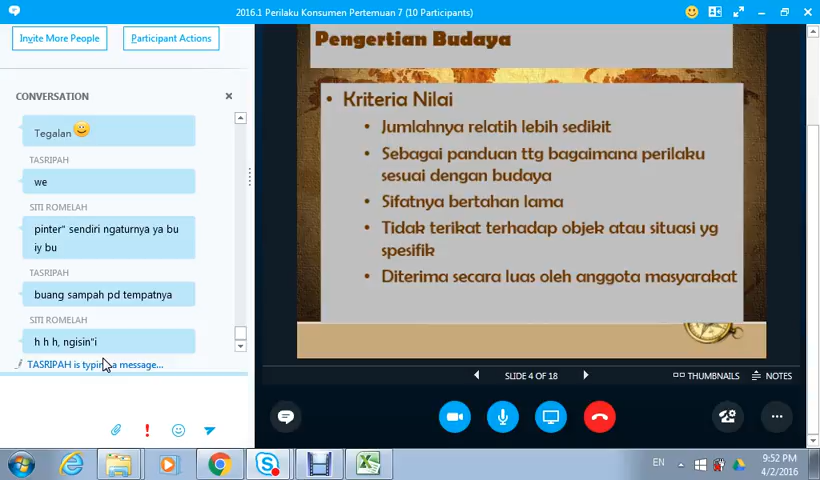 2016.1 Perilaku Konsumen Pertemuan 7 (10 Participants)
Invite More People
Participant Actions
CONVERSATION
Tegalan
TASRIPAH
we
SITI ROMELAH
pinter" sendiri ngaturnya ya bu
iy bu
TASRIPAH
buang sampah pd tempatnya
SITI ROMELAH
h h h, ngisin"i
TASRIPAH is typing a message...
Pengertian Budaya
• Kriteria Nilai
• Jumlahnya relatih lebih sedikit
• Sebagai panduan ttg bagaimana perilaku
sesuai dengan budaya
• Sifatnya bertahan lama
• Tidak terikat terhadap objek atau situasi yg
spesifik
• Diterima secara luas oleh anggota masyarakat
SLIDE 4 OF 18
THUMBNAILS
NOTES
EN
9:52 PM
4/2/2016